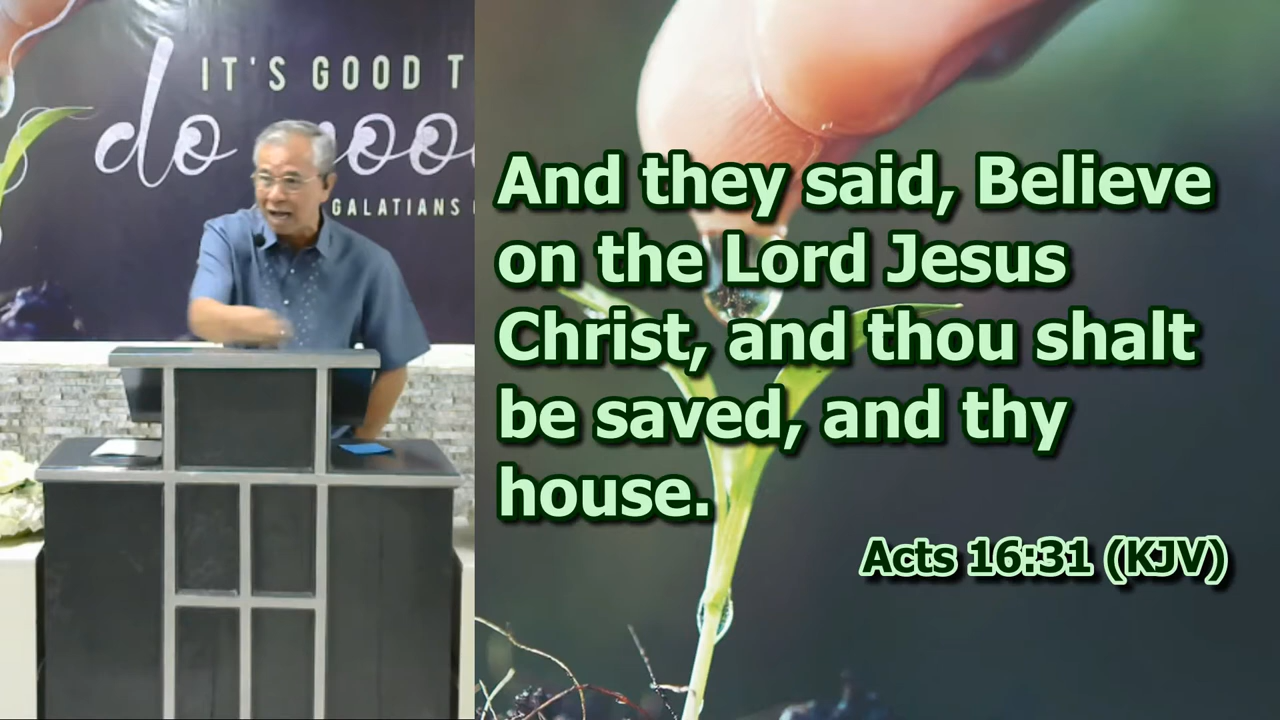 IT'S GOOD T
do
GALATIANS
And they said, Believe
on the Lord Jesus
Christ, and thou shalt
be saved, and thy
house.
Acts 16:31 (KJV)